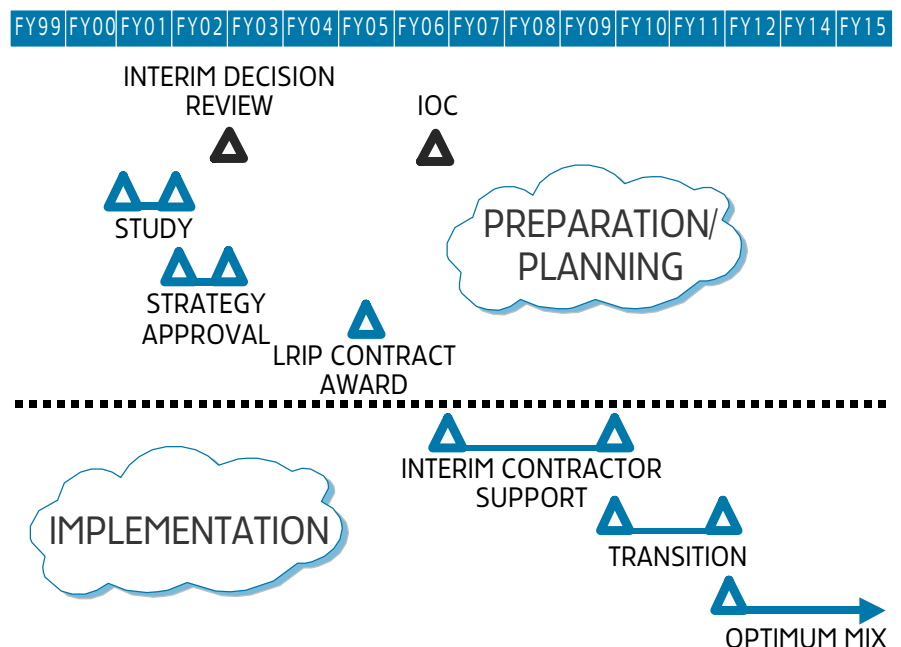 FY99 FY00 FY01 FY02 FY03 FY04 FY05 FY06 FY07 FY08 FY09 FY10 FY11 FY12 FY14 FY15
INTERIM DECISION
REVIEW
IOC
STUDY
PREPARATION/
PLANNING
STRATEGY
APPROVAL
LRIP CONTRACT
AWARD
INTERIM CONTRACTOR
SUPPORT
IMPLEMENTATION
TRANSITION
OPTIMUM MIX